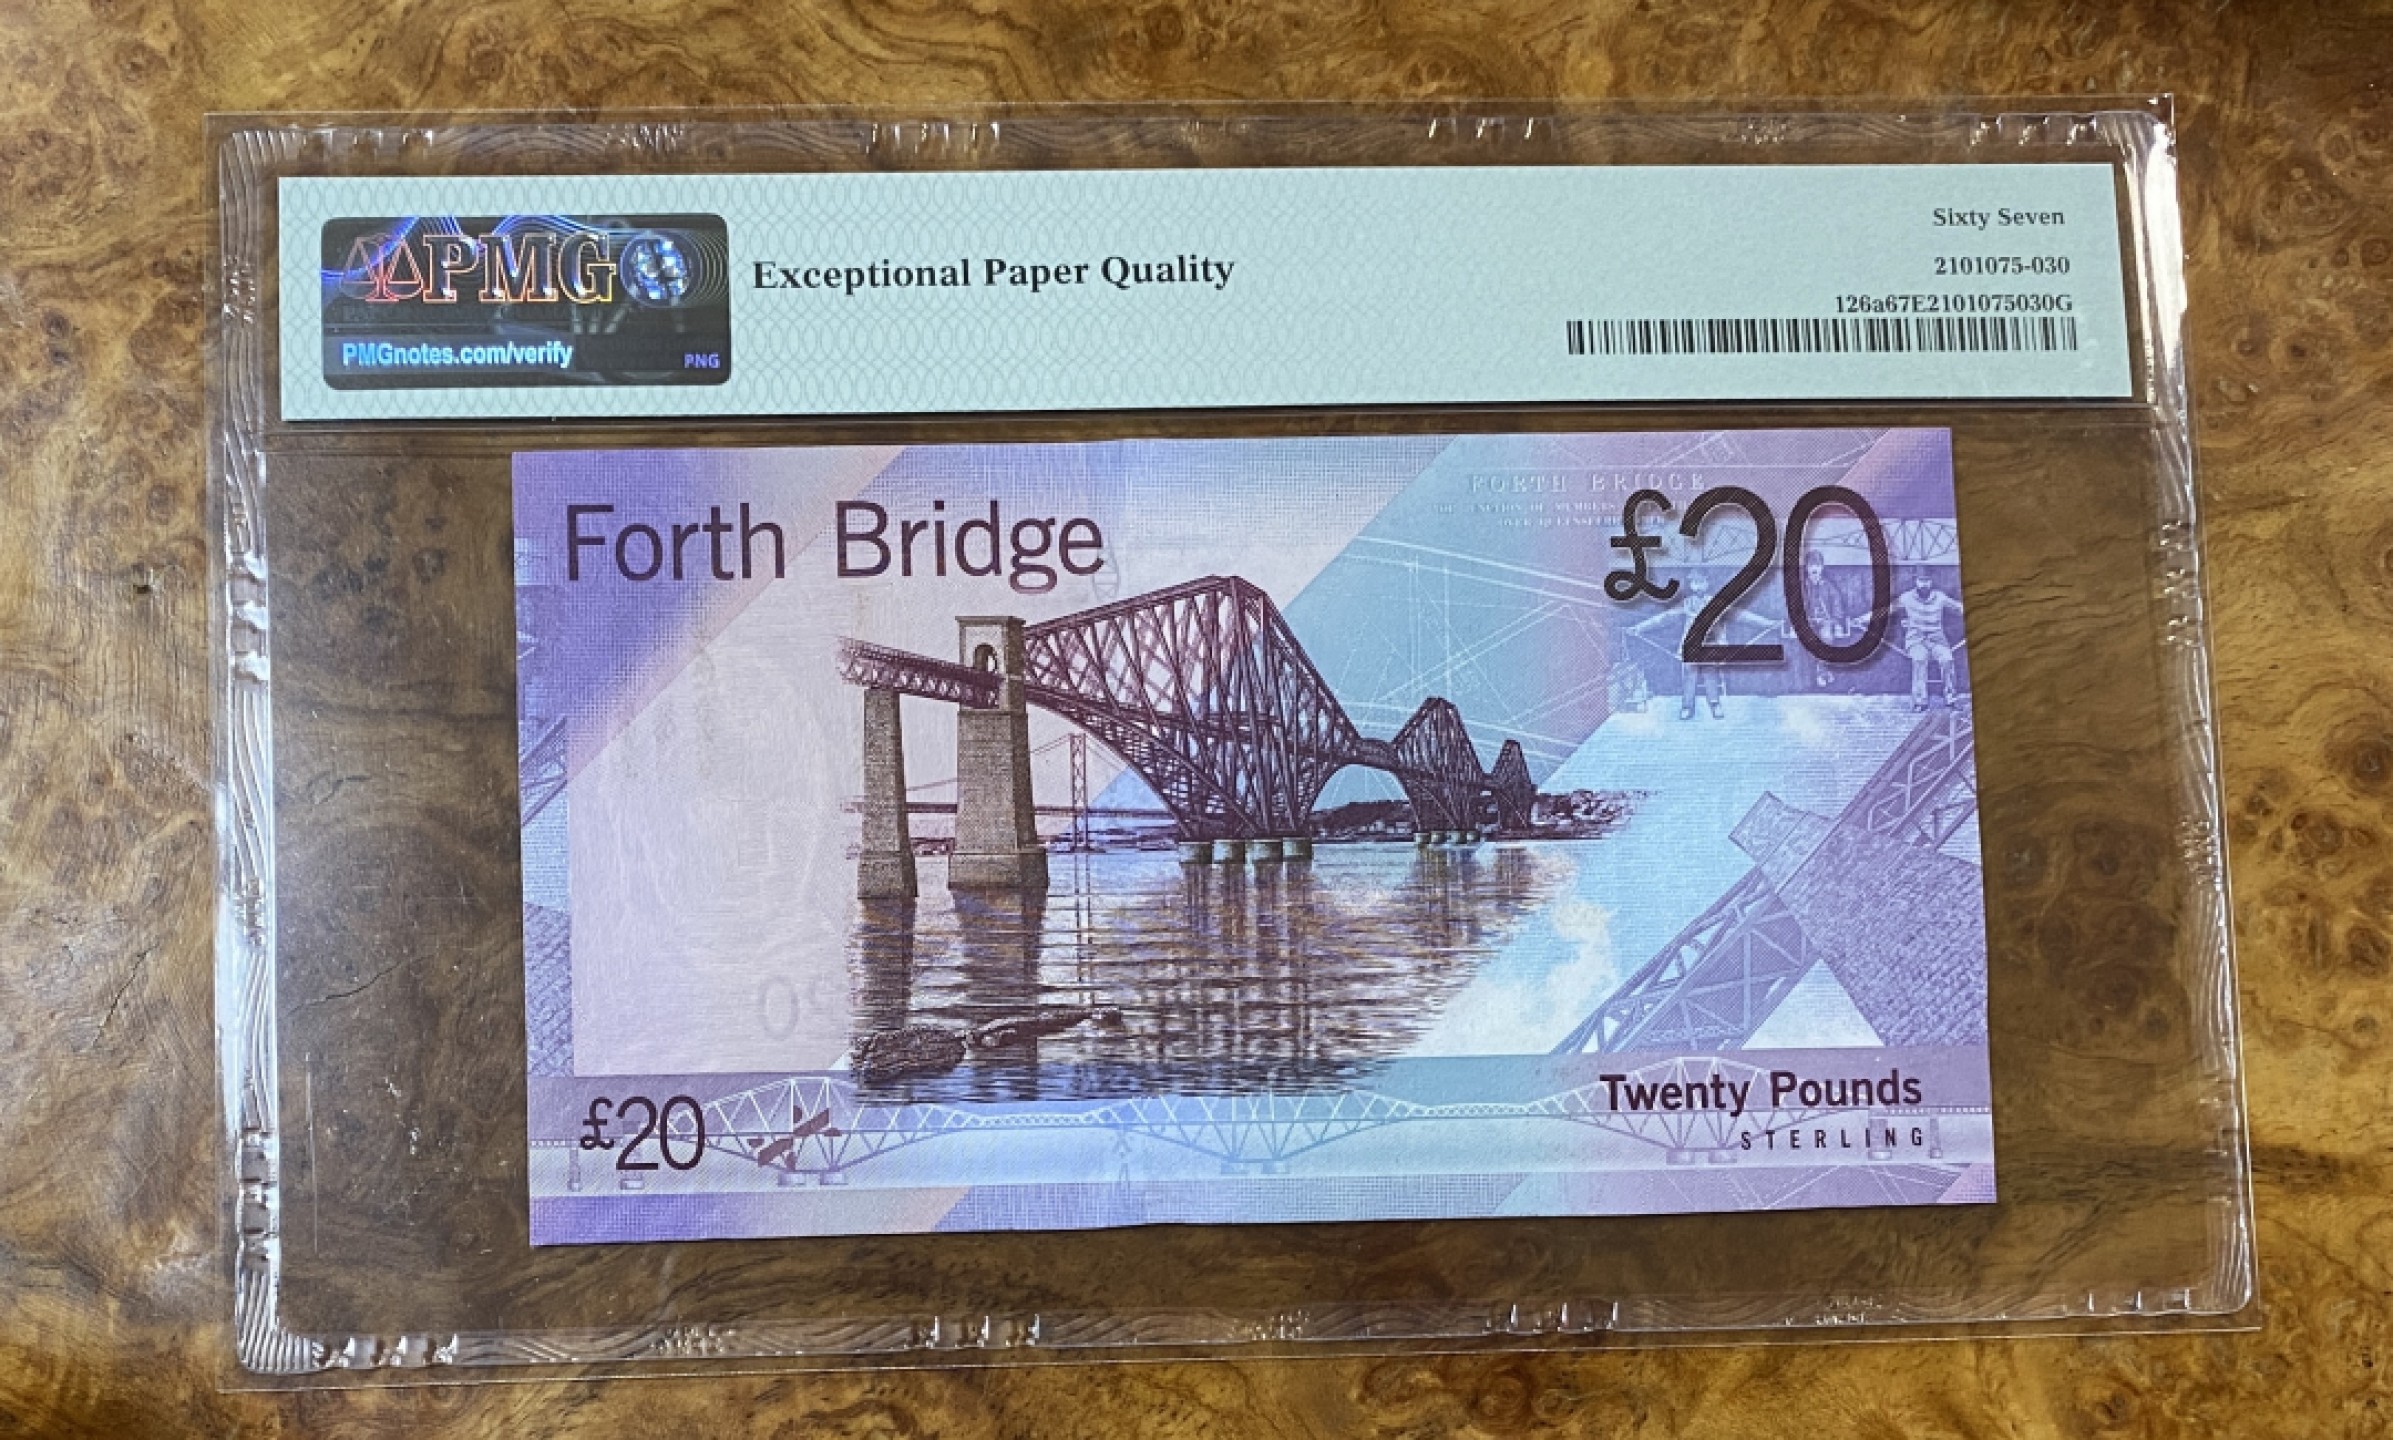 PMG
PMGnotes.com/verify
PNG
Exceptional Paper Quality
Sixty Seven
2101075-030
126a67E2101075030G
Forth Bridge
FORTH BRIDGE
£20
£20
Twenty Pounds
STERLING